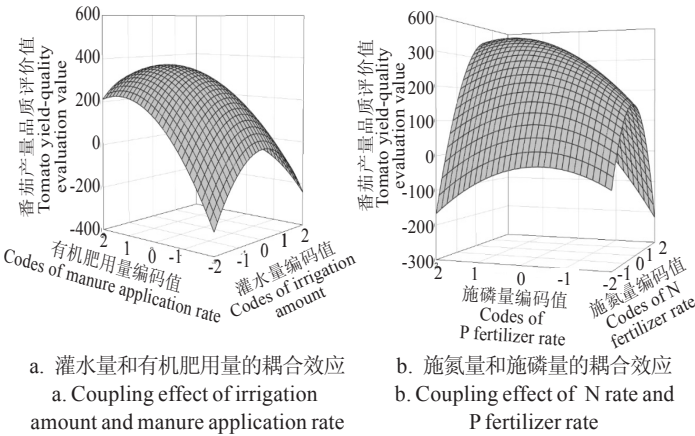 600
400
200
0
-200
-400
番茄产量品质评价值
Tomato yield-quality
evaluation value
2
1
0
-1
-2
有机肥用量编码值
Codes of manure application rate
-2
-1
0
1
2
灌水量编码值
Codes of irrigation
amount
a. 灌水量和有机肥用量的耦合效应
a. Coupling effect of irrigation
amount and manure application rate
600
300
200
100
0
-100
-200
-300
番茄产量品质评价值
Tomato yield-quality
evaluation value
2
1
0
-1
-2
施磷量编码值
Codes of
P fertilizer rate
-1
0
1
2
施氮量编码值
Codes of N
fertilizer rate
b. 施氮量和施磷量的耦合效应
b. Coupling effect of N rate and
P fertilizer rate